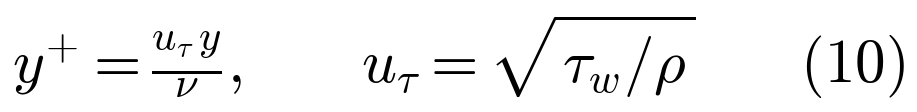 $y^+ = \frac{u_\tau y}{\nu}, \qquad u_\tau = \sqrt{\tau_w/\rho} \qquad (10)$